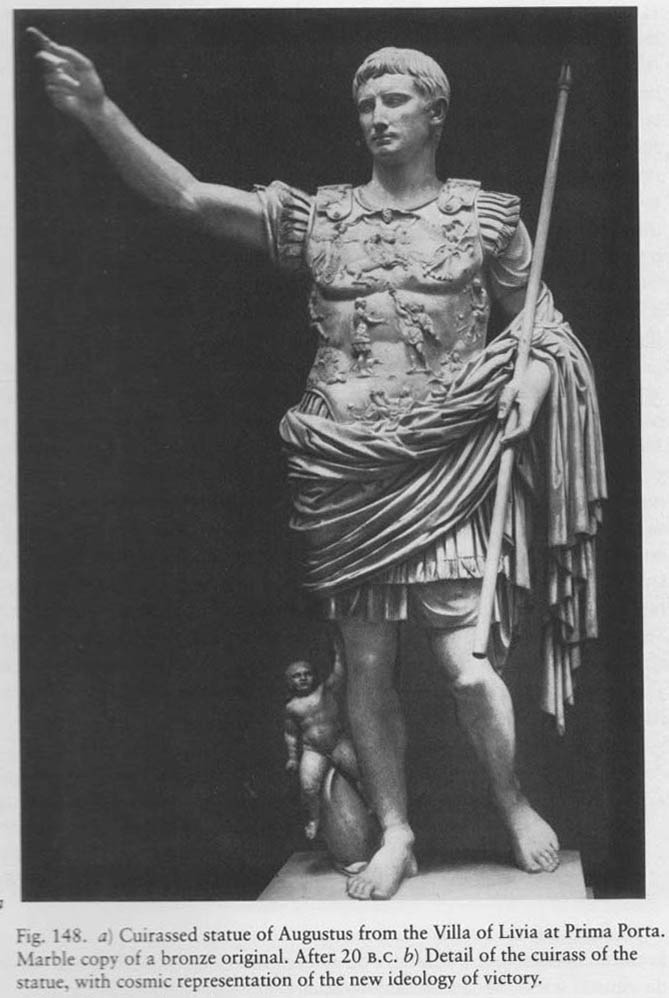 Fig. 148. a) Cuirassed statue of Augustus from the Villa of Livia at Prima Porta.
Marble copy of a bronze original. After 20 B.C. b) Detail of the cuirass of the
statue, with cosmic representation of the new ideology of victory.